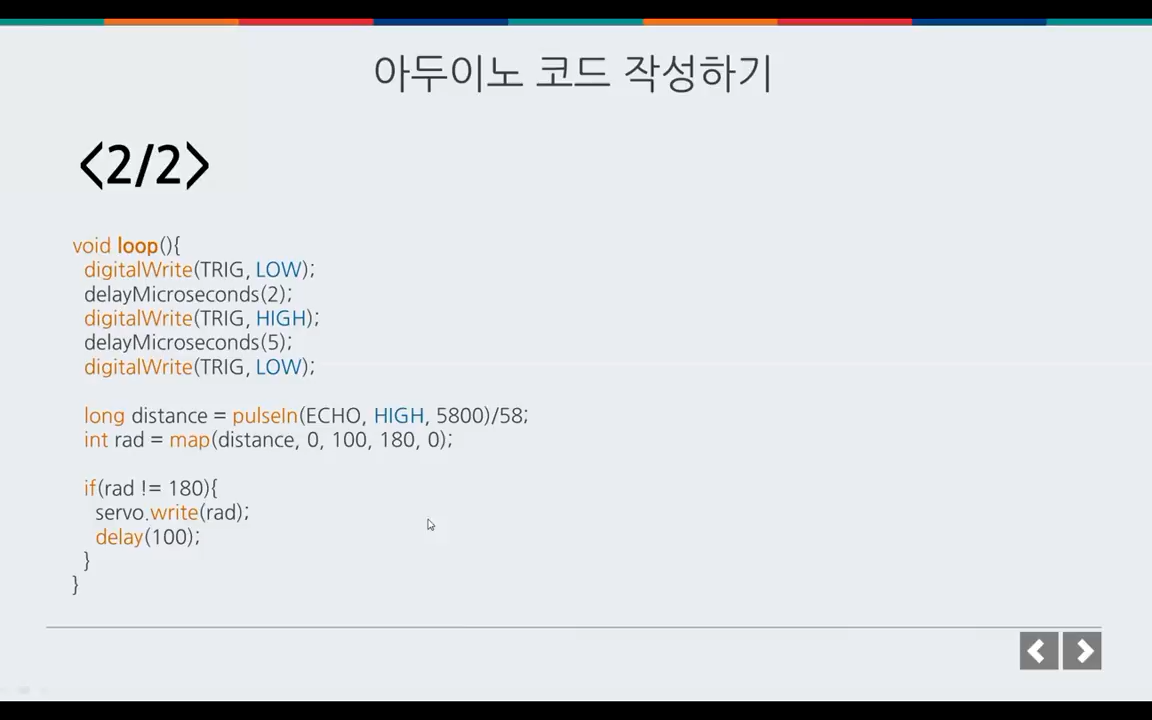 아두이노 코드 작성하기
<2/2>
void loop(){
digitalWrite(TRIG, LOW);
delayMicroseconds(2);
digitalWrite(TRIG, HIGH);
delayMicroseconds(5);
digitalWrite(TRIG, LOW);
long distance = pulseIn(ECHO, HIGH, 5800)/58;
int rad = map(distance, 0, 100, 180, 0);
if(rad != 180){
servo.write(rad);
delay(100);
}
}